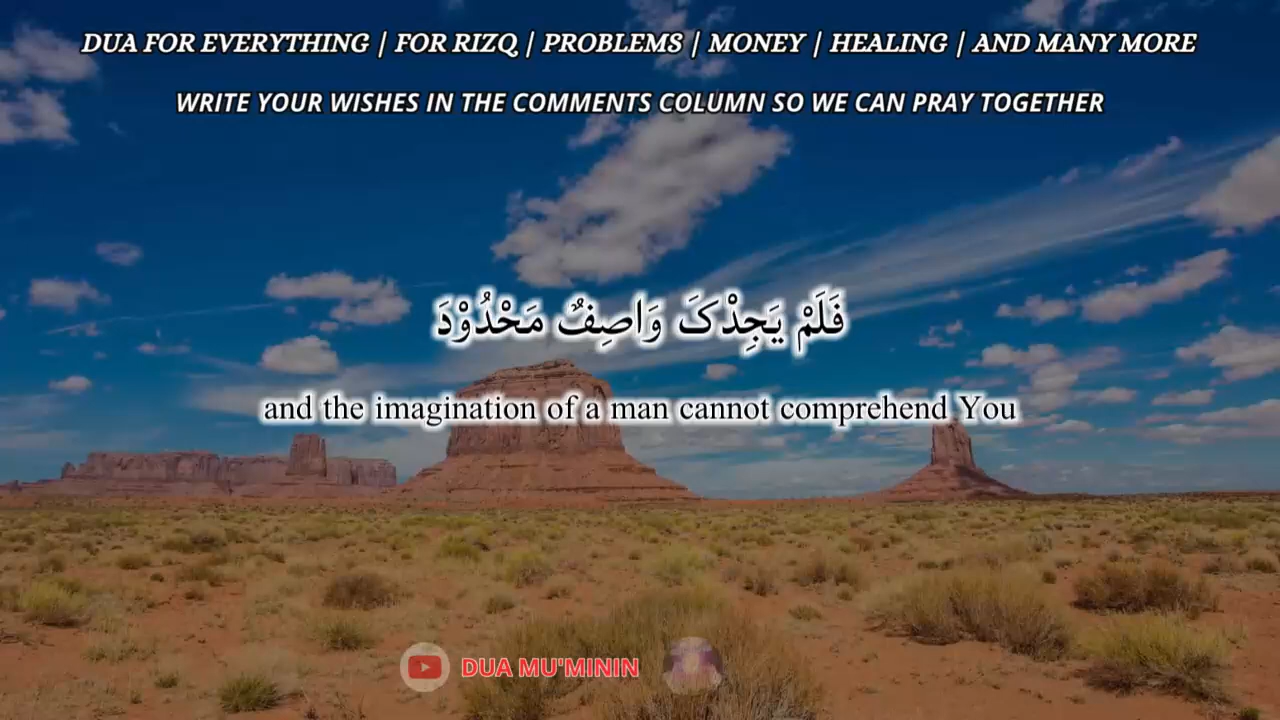 DUA FOR EVERYTHING | FOR RIZQ | PROBLEMS | MONEY | HEALING | AND MANY MORE
WRITE YOUR WISHES IN THE COMMENTS COLUMN SO WE CAN PRAY TOGETHER
فَلَمْ يَجِدْكَ وَاصِفٌ مَحْدُوْدَ
and the imagination of a man cannot comprehend You
DUA MU'MININ